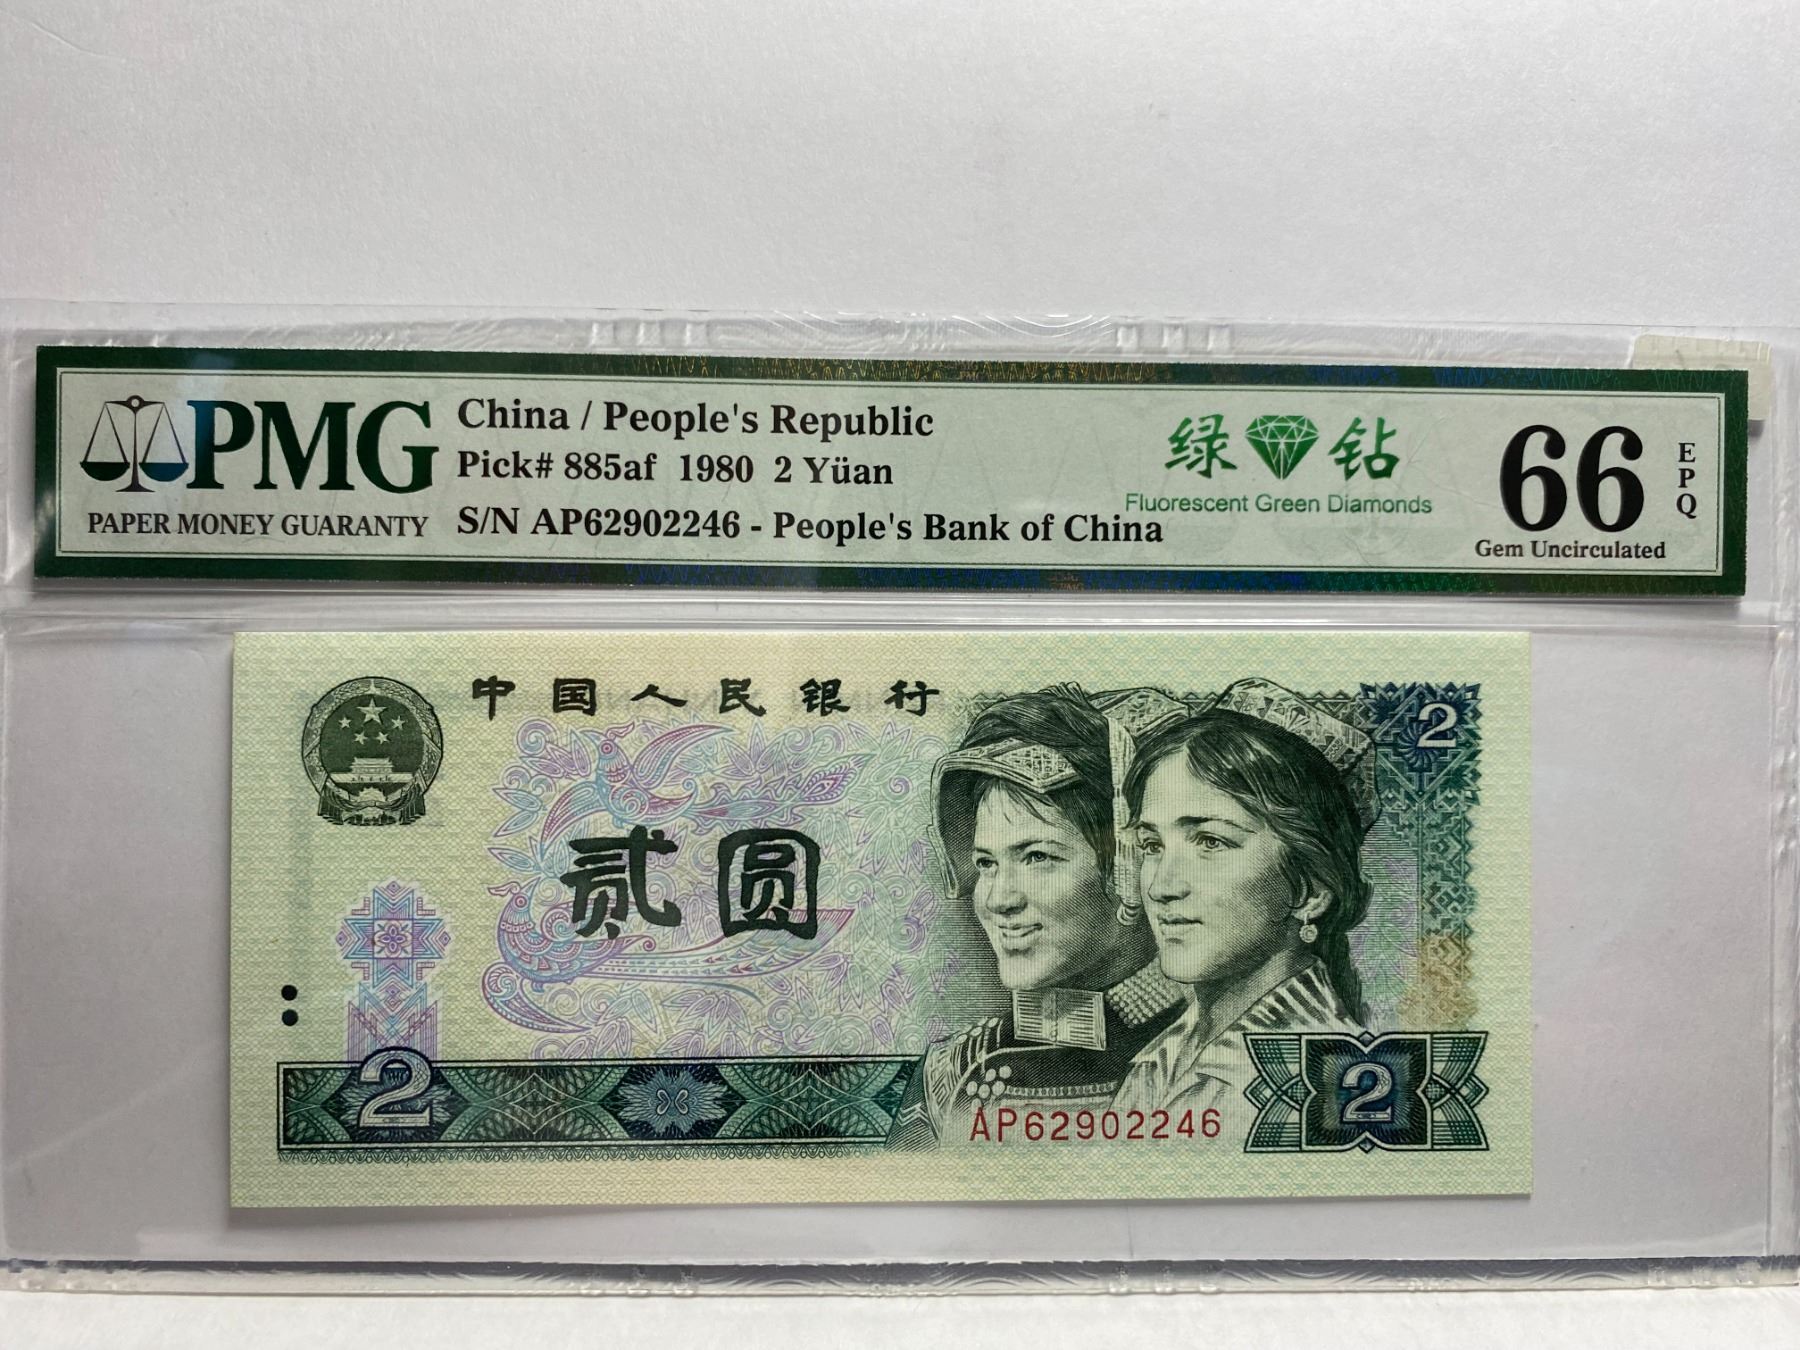 PMG
PAPER MONEY GUARANTY
China / People's Republic
Pick# 885af 1980 2 Yüan
S/N AP62902246 - People's Bank of China
绿 钻
Fluorescent Green Diamonds
66
EPQ
Gem Uncirculated
中国人民银行
2
贰圆
2
AP62902246
2